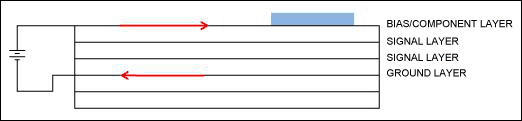 BIAS/COMPONENT LAYER
SIGNAL LAYER
SIGNAL LAYER
GROUND LAYER